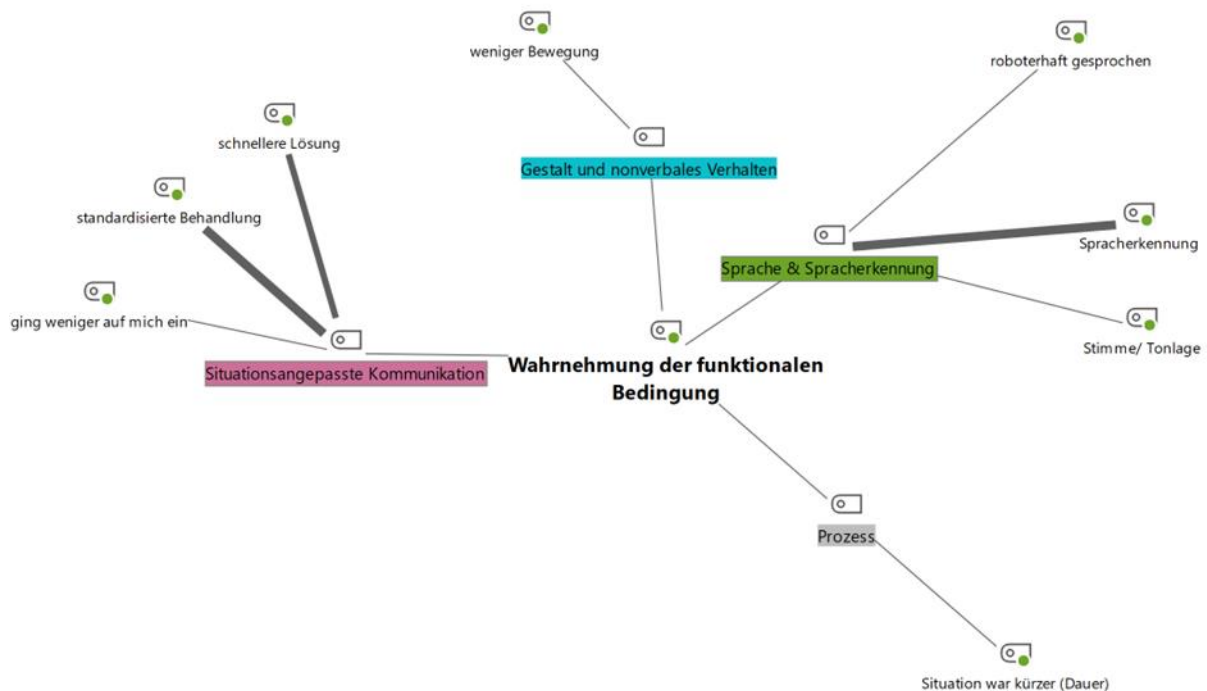 weniger Bewegung
roboterhaft gesprochen
schnellere Lösung
Gestalt und nonverbales Verhalten
standardisierte Behandlung
Spracherkennung
Sprache & Spracherkennung
ging weniger auf mich ein
Stimme/ Tonlage
Situationsangepasste Kommunikation
Wahrnehmung der funktionalen
Bedingung
Prozess
Situation war kürzer (Dauer)